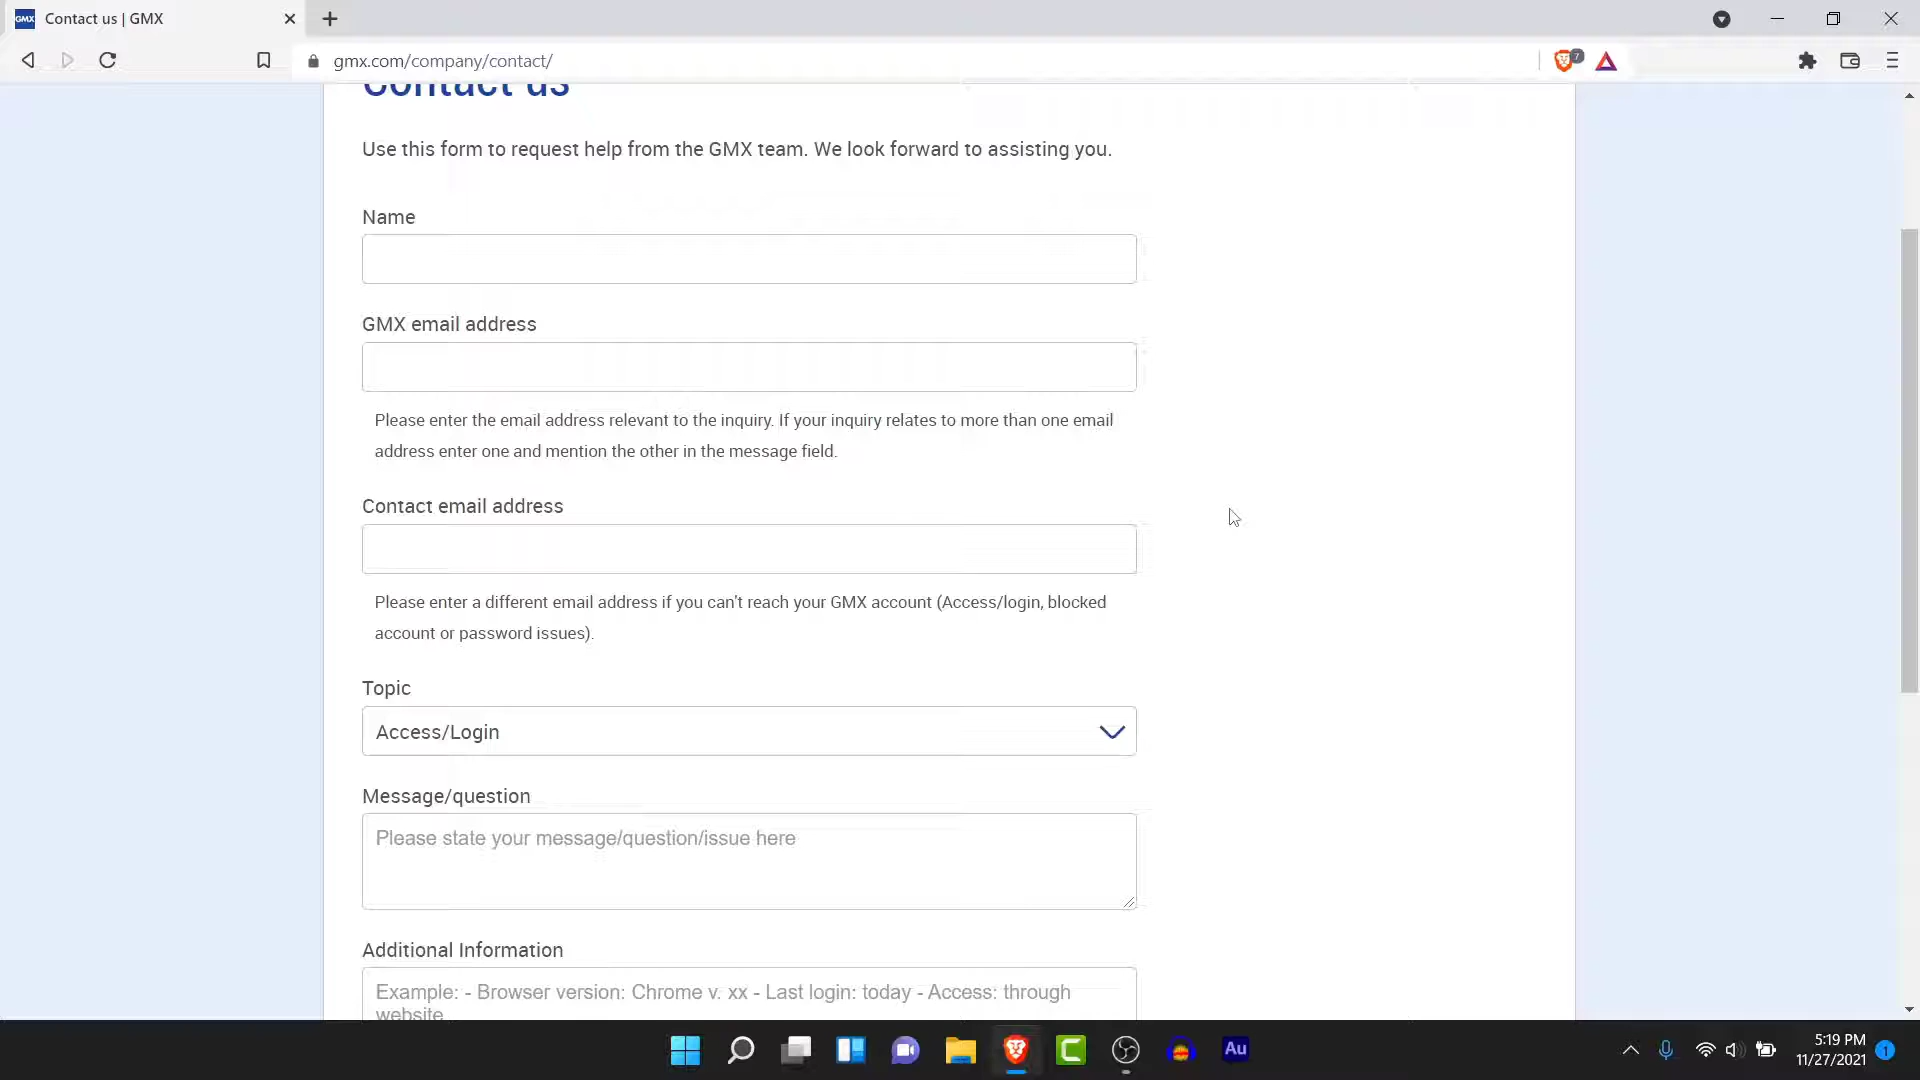 GMX Contact us | GMX
gmx.com/company/contact/
7
Contact us
Use this form to request help from the GMX team. We look forward to assisting you.
Name
GMX email address
Please enter the email address relevant to the inquiry. If your inquiry relates to more than one email
address enter one and mention the other in the message field.
Contact email address
Please enter a different email address if you can't reach your GMX account (Access/login, blocked
account or password issues).
Topic
Access/Login
Message/question
Please state your message/question/issue here
Additional Information
Example: - Browser version: Chrome v. xx - Last login: today - Access: through
website
Au
5:19 PM
11/27/2021
1